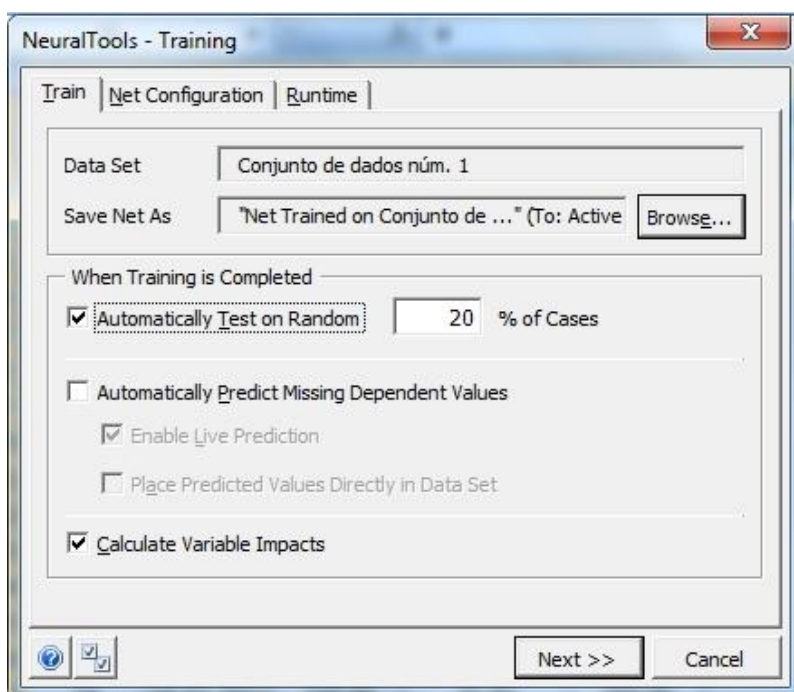 NeuralTools - Training
Train Net Configuration Runtime
Data Set Conjunto de dados núm. 1
Save Net As "Net Trained on Conjunto de ..." (To: Active Browse...
When Training is Completed
Automatically Test on Random 20 % of Cases
Automatically Predict Missing Dependent Values
Enable Live Prediction
Place Predicted Values Directly in Data Set
Calculate Variable Impacts
Next >> Cancel